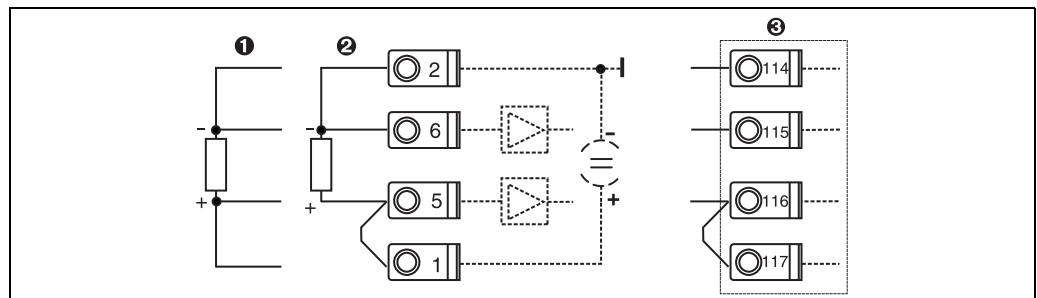 ❶ ❷ ❸
2 114
- - 6 - 115
+ + 5 + 116
1 117